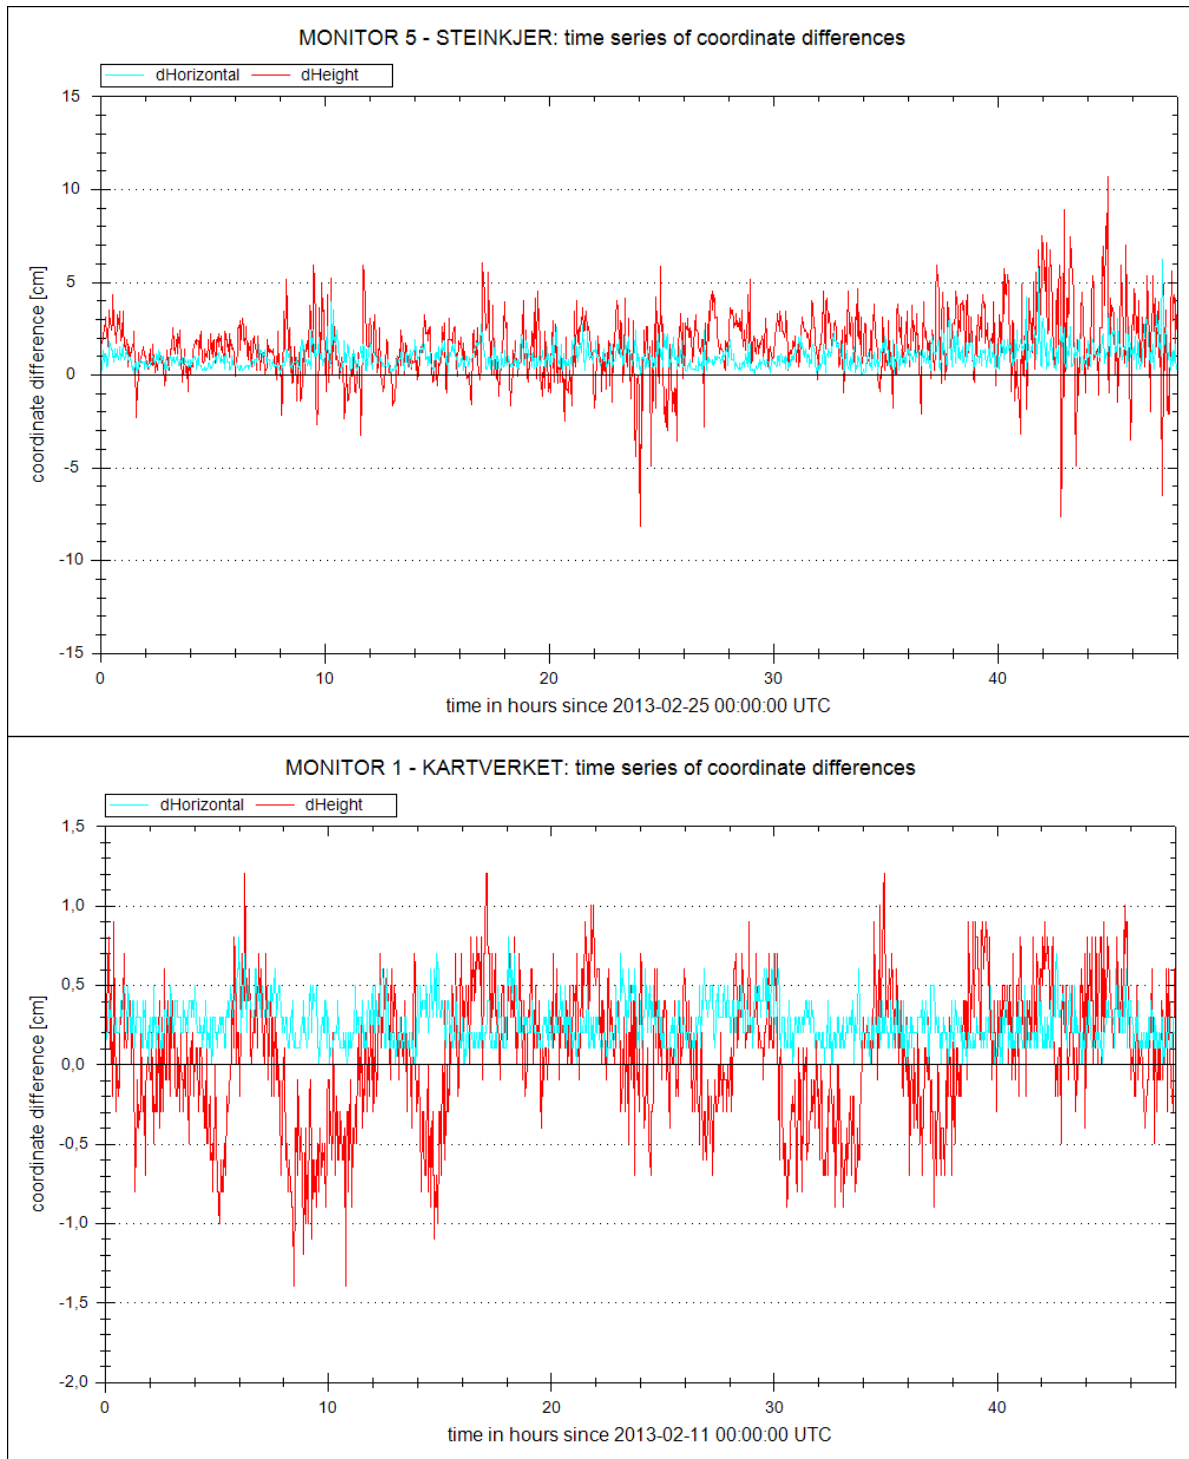 MONITOR 5 - STEINKJER: time series of coordinate differences
dHorizontal dHeight
15
10
5
0
-5
-10
-15
coordinate difference [cm]
0 10 20 30 40
time in hours since 2013-02-25 00:00:00 UTC
MONITOR 1 - KARTVERKET: time series of coordinate differences
dHorizontal dHeight
1,5
1,0
0,5
0,0
-0,5
-1,0
-1,5
-2,0
coordinate difference [cm]
0 10 20 30 40
time in hours since 2013-02-11 00:00:00 UTC